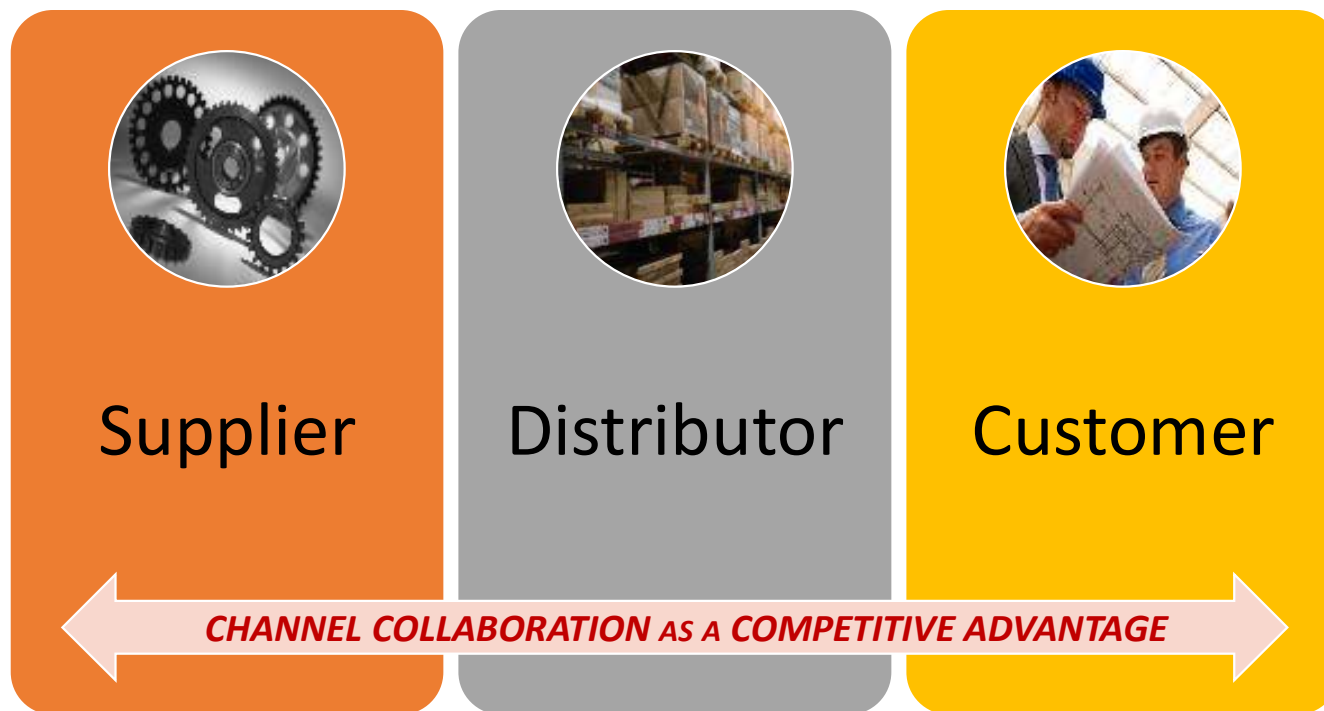 Supplier
Distributor
Customer
CHANNEL COLLABORATION AS A COMPETITIVE ADVANTAGE